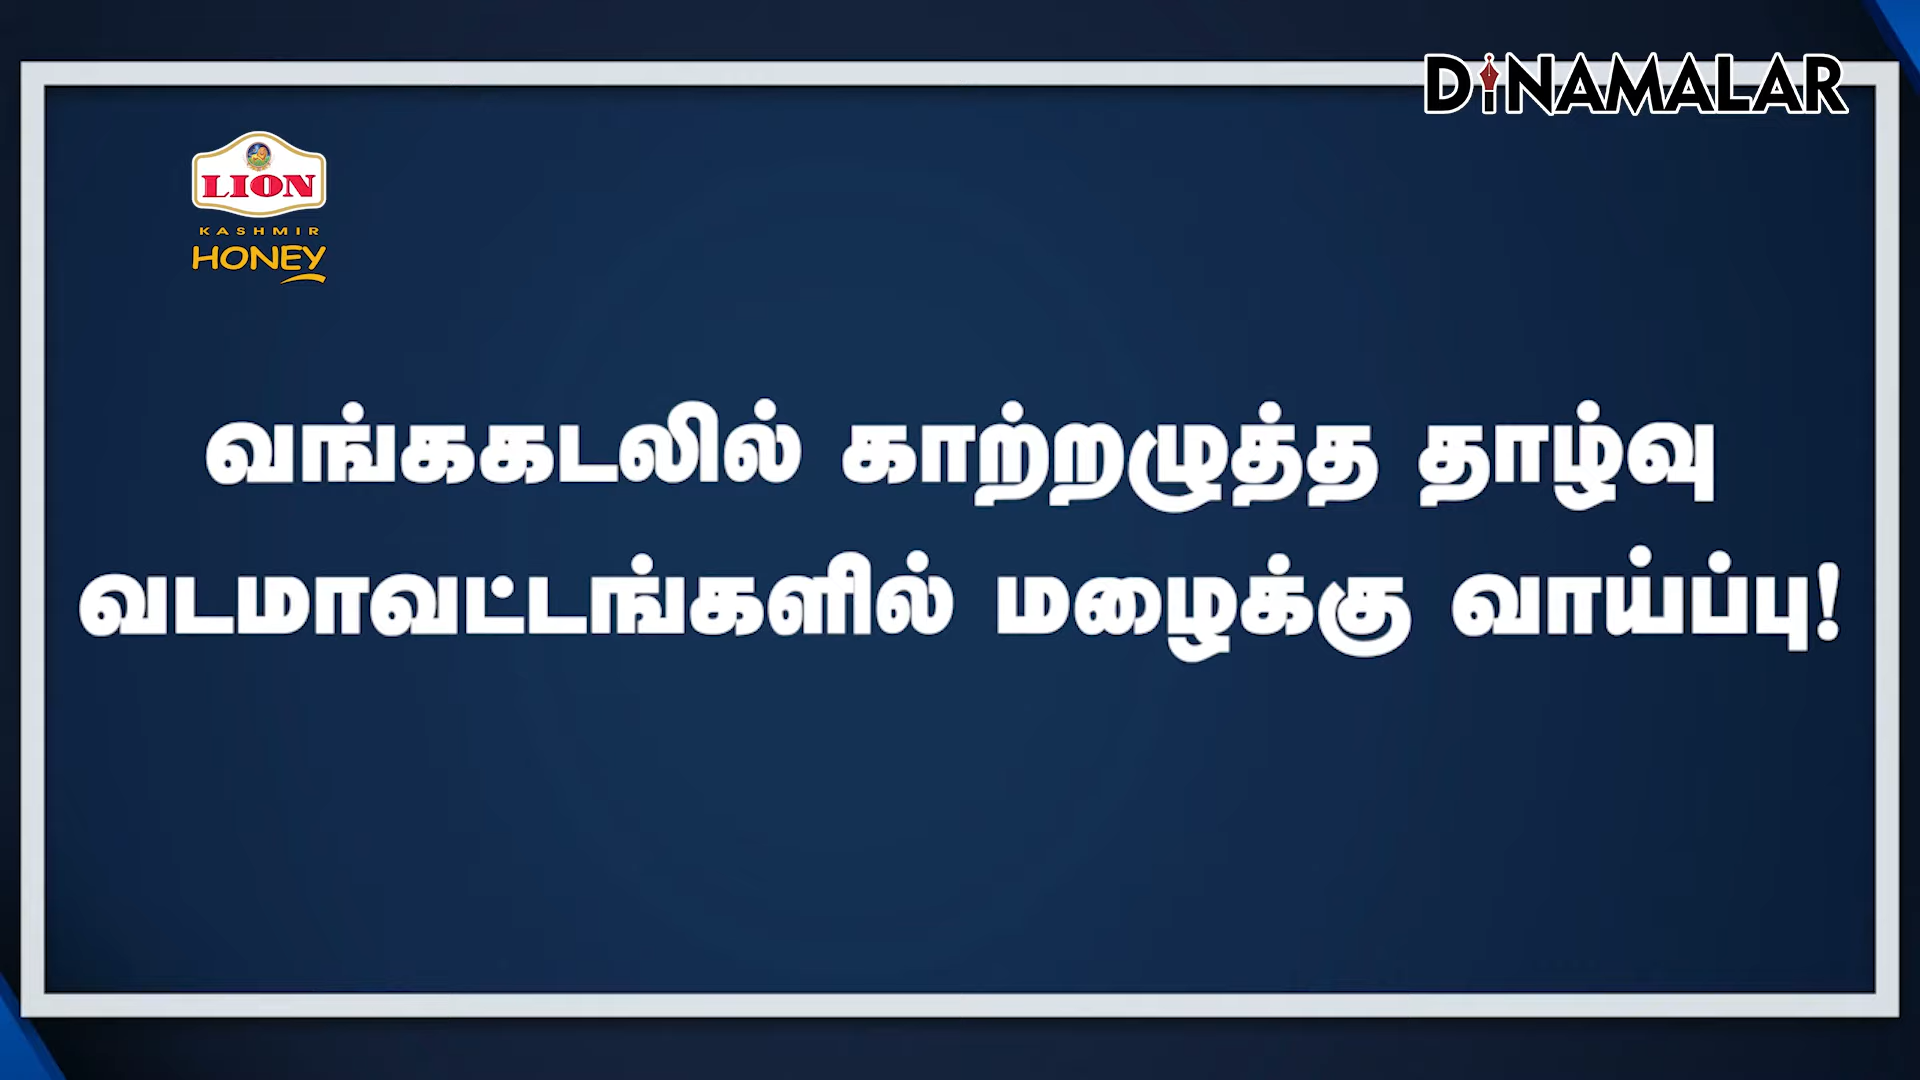 DiNAMALAR
LION
KASHMIR
HONEY
வங்ககடலில் காற்றழுத்த தாழ்வு
வடமாவட்டங்களில் மழைக்கு வாய்ப்பு!